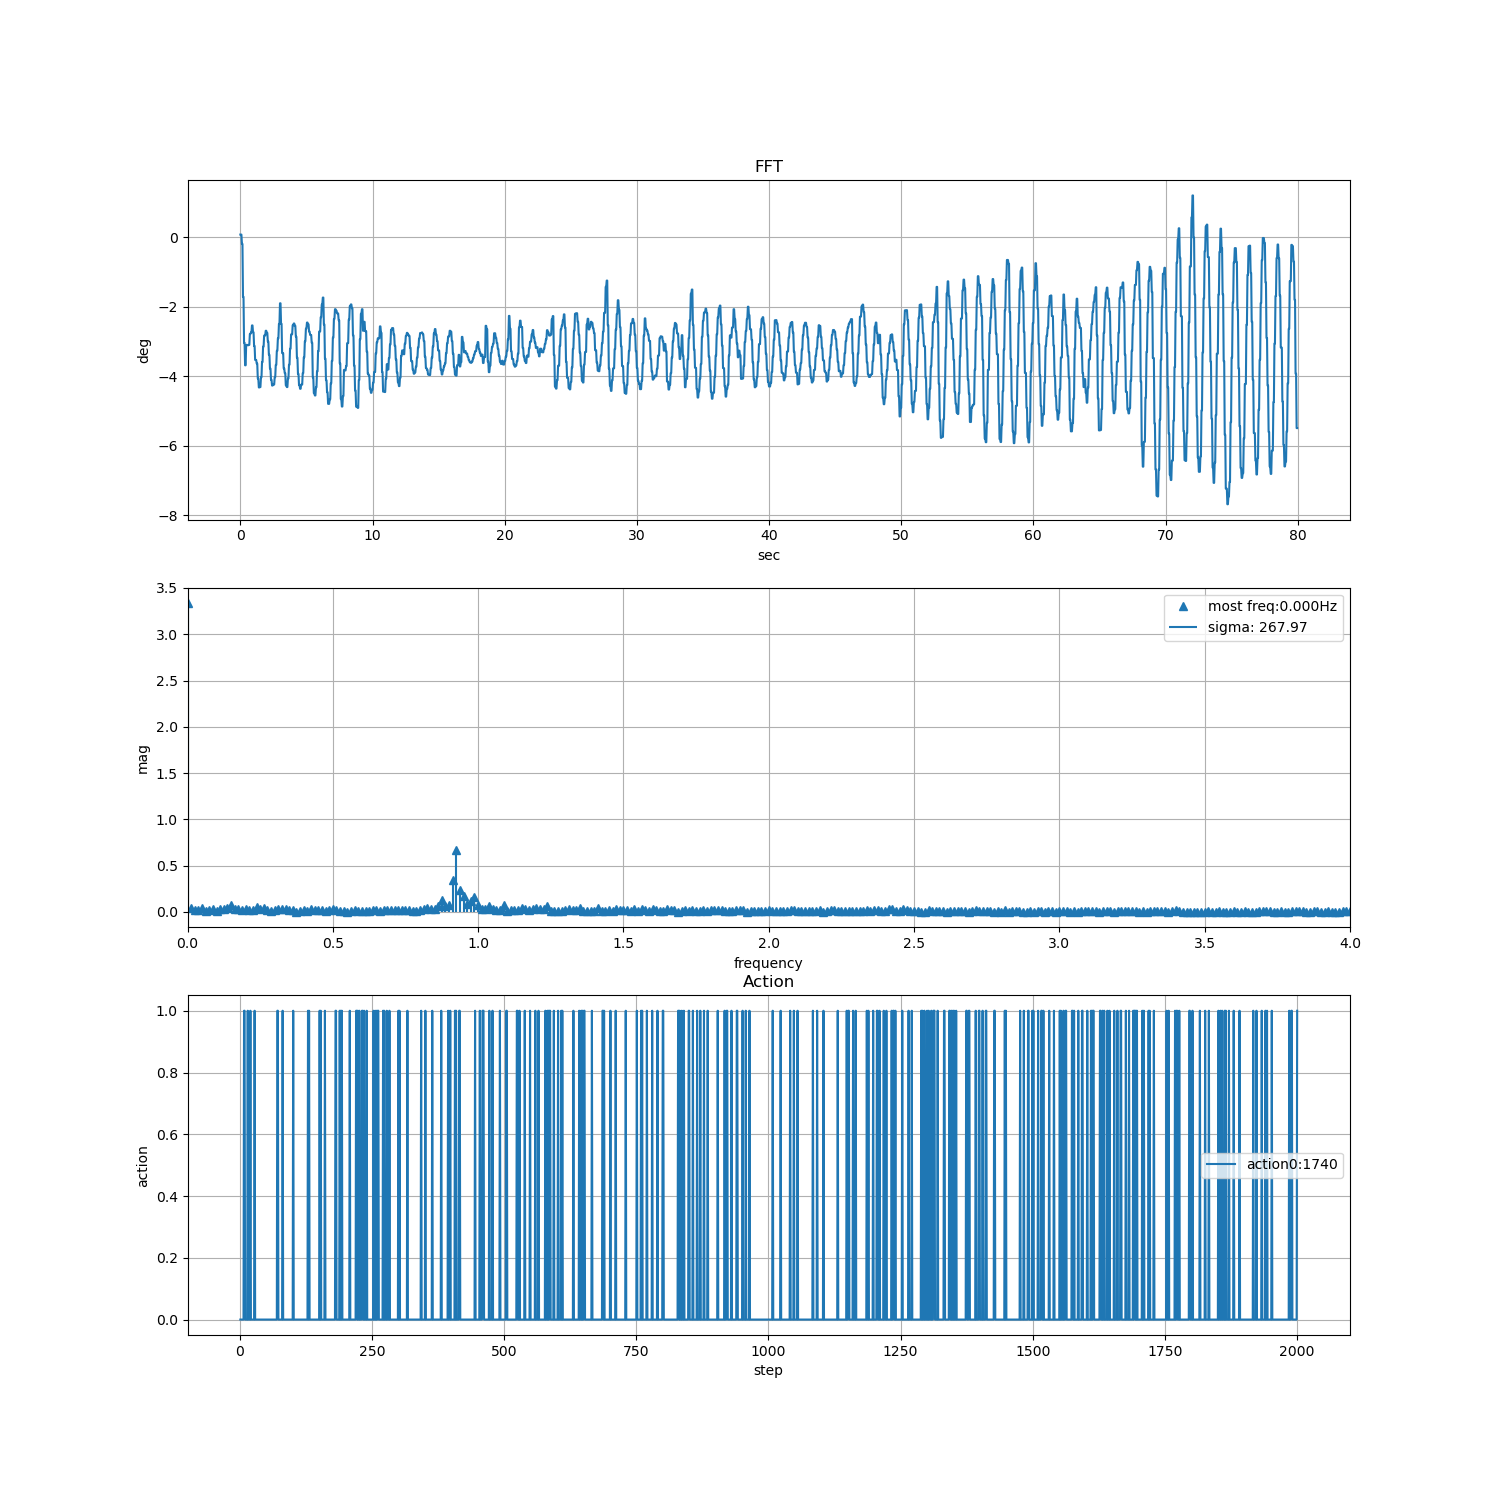 FFT
0
−2
−4
−6
−8
deg
0 10 20 30 40 50 60 70 80
sec
3.5
3.0
2.5
2.0
1.5
1.0
0.5
0.0
mag
most freq:0.000Hz
sigma: 267.97
0.0 0.5 1.0 1.5 2.0 2.5 3.0 3.5 4.0
frequency
Action
1.0
0.8
0.6
0.4
0.2
0.0
action
action0:1740
0 250 500 750 1000 1250 1500 1750 2000
step